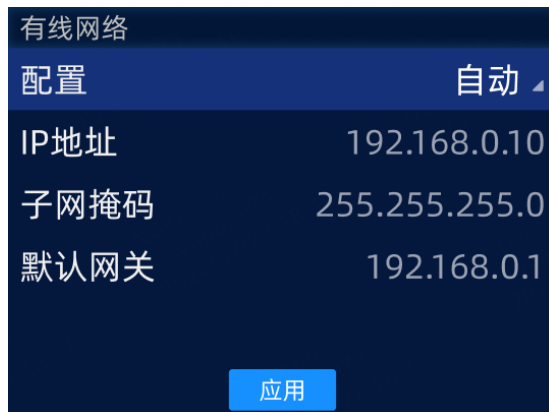 有线网络
配置 自动
IP地址 192.168.0.10
子网掩码 255.255.255.0
默认网关 192.168.0.1
应用